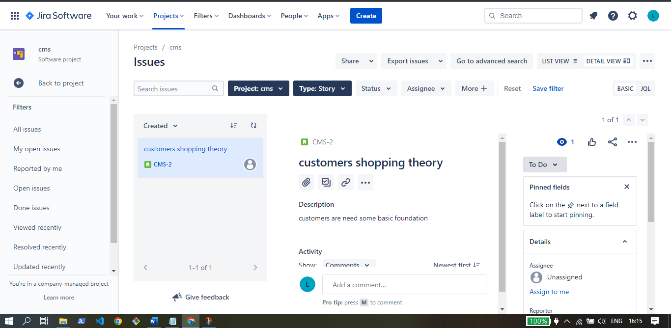 Jira Software
Your work
Projects
Filters
Dashboards
People
Apps
Create
Search
L
cms
Software project
Back to project
Filters
All issues
My open issues
Reported by me
Open issues
Done issues
Viewed recently
Resolved recently
Updated recently
You're in a company-managed project
Learn more
Projects / cms
Issues
Share
Export issues
Go to advanced search
LIST VIEW
DETAIL VIEW
Search issues
Project: cms
Type: Story
Status
Assignee
More +
Reset
Save filter
BASIC
JQL
Created
customers shopping theory
CMS-2
1-1 of 1
Give feedback
1 of 1
CMS-2
1
customers shopping theory
Description
customers are need some basic foundation
Activity
Show:
Comments
Newest first
L
Add a comment...
Pro tip: press M to comment
To Do
Pinned fields
Click on the next to a field
label to start pinning.
Details
Assignee
Unassigned
Assign to me
Reporter
100%
ENG
16:15